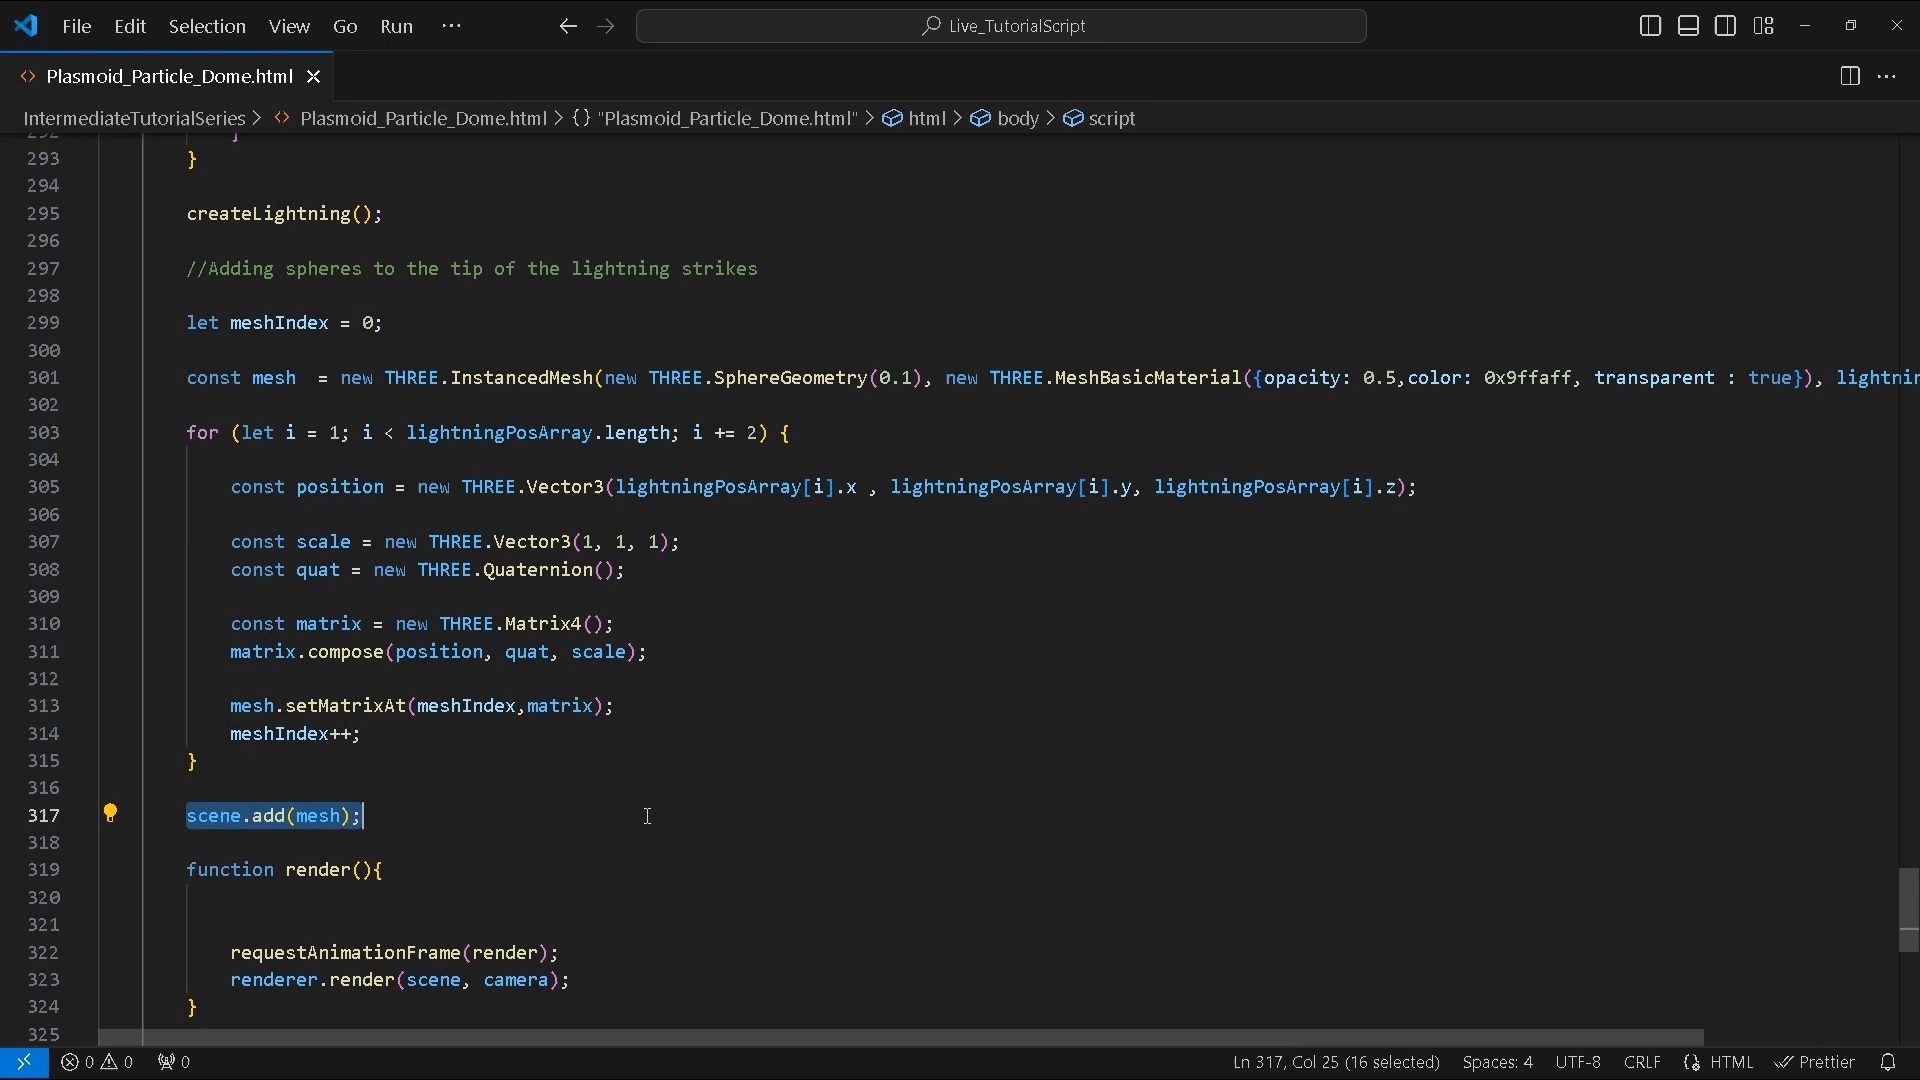 File Edit Selection View Go Run ··· ← → Live_TutorialScript
Plasmoid_Particle_Dome.html
IntermediateTutorialSeries > Plasmoid_Particle_Dome.html > {} "Plasmoid_Particle_Dome.html" > html > body > script
292
293 }
294
295 createLightning();
296
297 //Adding spheres to the tip of the lightning strikes
298
299 let meshIndex = 0;
300
301 const mesh  = new THREE.InstancedMesh(new THREE.SphereGeometry(0.1), new THREE.MeshBasicMaterial({opacity: 0.5,color: 0x9ffaff, transparent : true}), lightnin
302
303 for (let i = 1; i < lightningPosArray.length; i += 2) {
304
305 const position = new THREE.Vector3(lightningPosArray[i].x , lightningPosArray[i].y, lightningPosArray[i].z);
306
307 const scale = new THREE.Vector3(1, 1, 1);
308 const quat = new THREE.Quaternion();
309
310 const matrix = new THREE.Matrix4();
311 matrix.compose(position, quat, scale);
312
313 mesh.setMatrixAt(meshIndex,matrix);
314 meshIndex++;
315 }
316
317 scene.add(mesh);
318
319 function render(){
320
321
322 requestAnimationFrame(render);
323 renderer.render(scene, camera);
324 }
325
0 0 0 Ln 317, Col 25 (16 selected) Spaces: 4 UTF-8 CRLF HTML Prettier